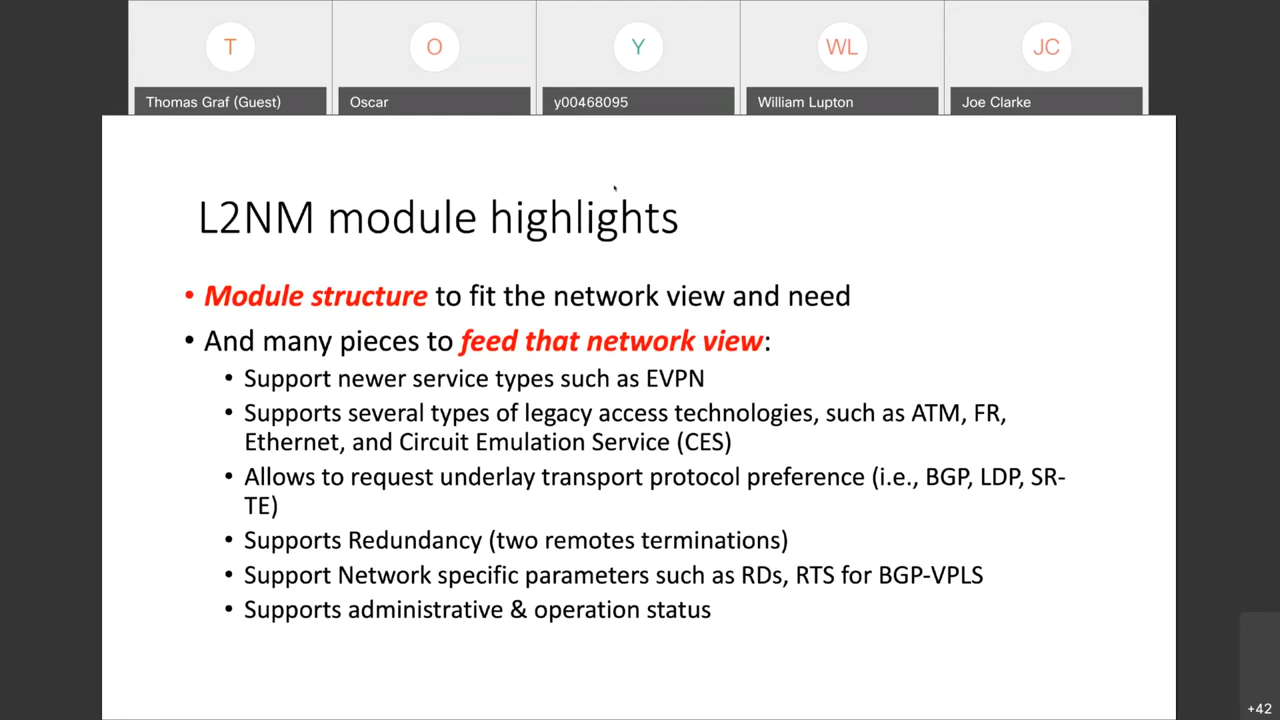 T O Y WL JC
Thomas Graf (Guest) Oscar y00468095 William Lupton Joe Clarke
L2NM module highlights
• Module structure to fit the network view and need
• And many pieces to feed that network view:
• Support newer service types such as EVPN
• Supports several types of legacy access technologies, such as ATM, FR,
Ethernet, and Circuit Emulation Service (CES)
• Allows to request underlay transport protocol preference (i.e., BGP, LDP, SR-
TE)
• Supports Redundancy (two remotes terminations)
• Support Network specific parameters such as RDs, RTS for BGP-VPLS
• Supports administrative & operation status
+42